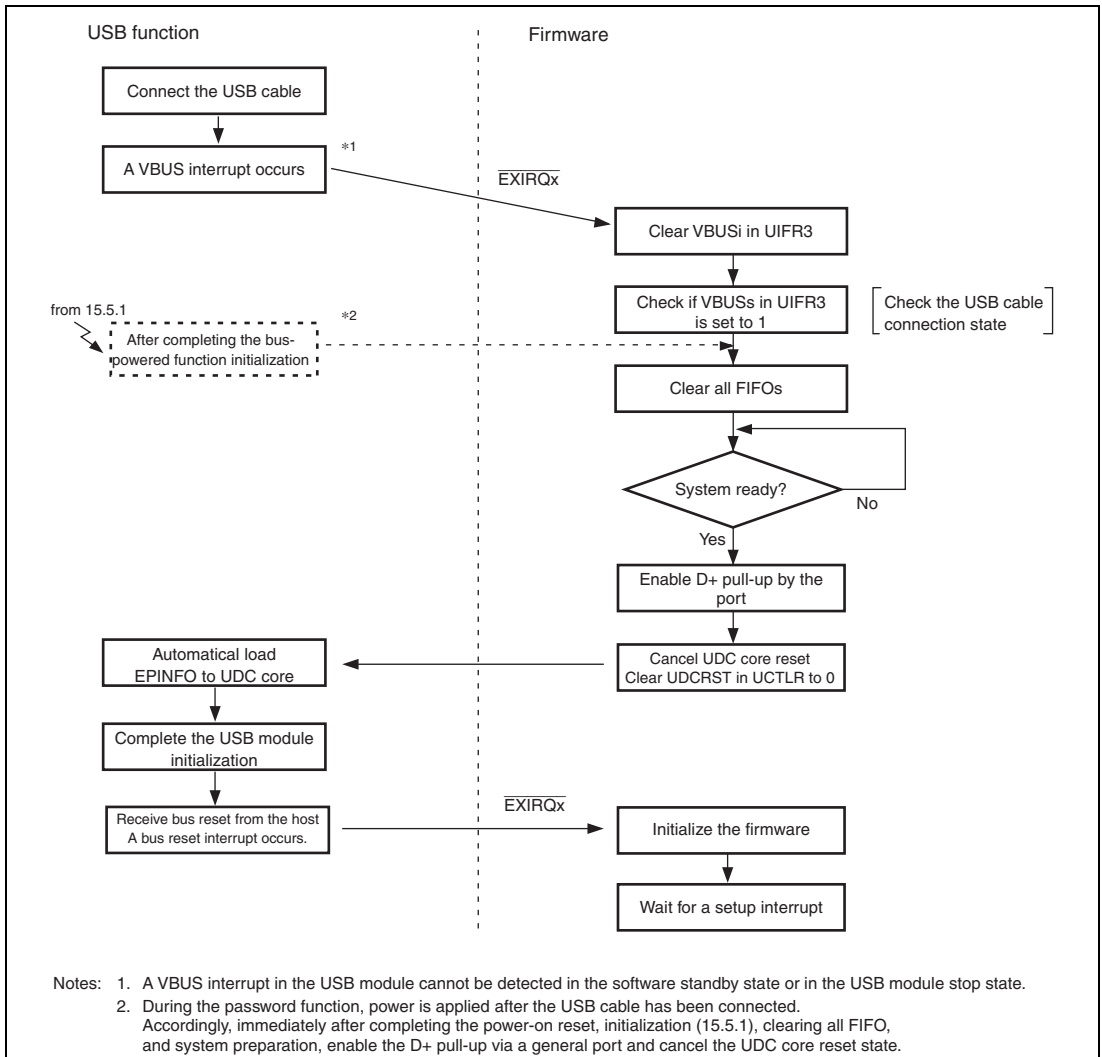 USB function
Firmware
Connect the USB cable
A VBUS interrupt occurs
*1
EXIRQx
Clear VBUSi in UIFR3
Check if VBUSs in UIFR3
is set to 1
Check the USB cable
connection state
from 15.5.1
*2
After completing the bus-
powered function initialization
Clear all FIFOs
System ready?
No
Yes
Enable D+ pull-up by the
port
Cancel UDC core reset
Clear UDCRST in UCTLR to 0
Automatical load
EPINFO to UDC core
Complete the USB module
initialization
Receive bus reset from the host
A bus reset interrupt occurs.
EXIRQx
Initialize the firmware
Wait for a setup interrupt
Notes: 1. A VBUS interrupt in the USB module cannot be detected in the software standby state or in the USB module stop state.
2. During the password function, power is applied after the USB cable has been connected.
Accordingly, immediately after completing the power-on reset, initialization (15.5.1), clearing all FIFO,
and system preparation, enable the D+ pull-up via a general port and cancel the UDC core reset state.